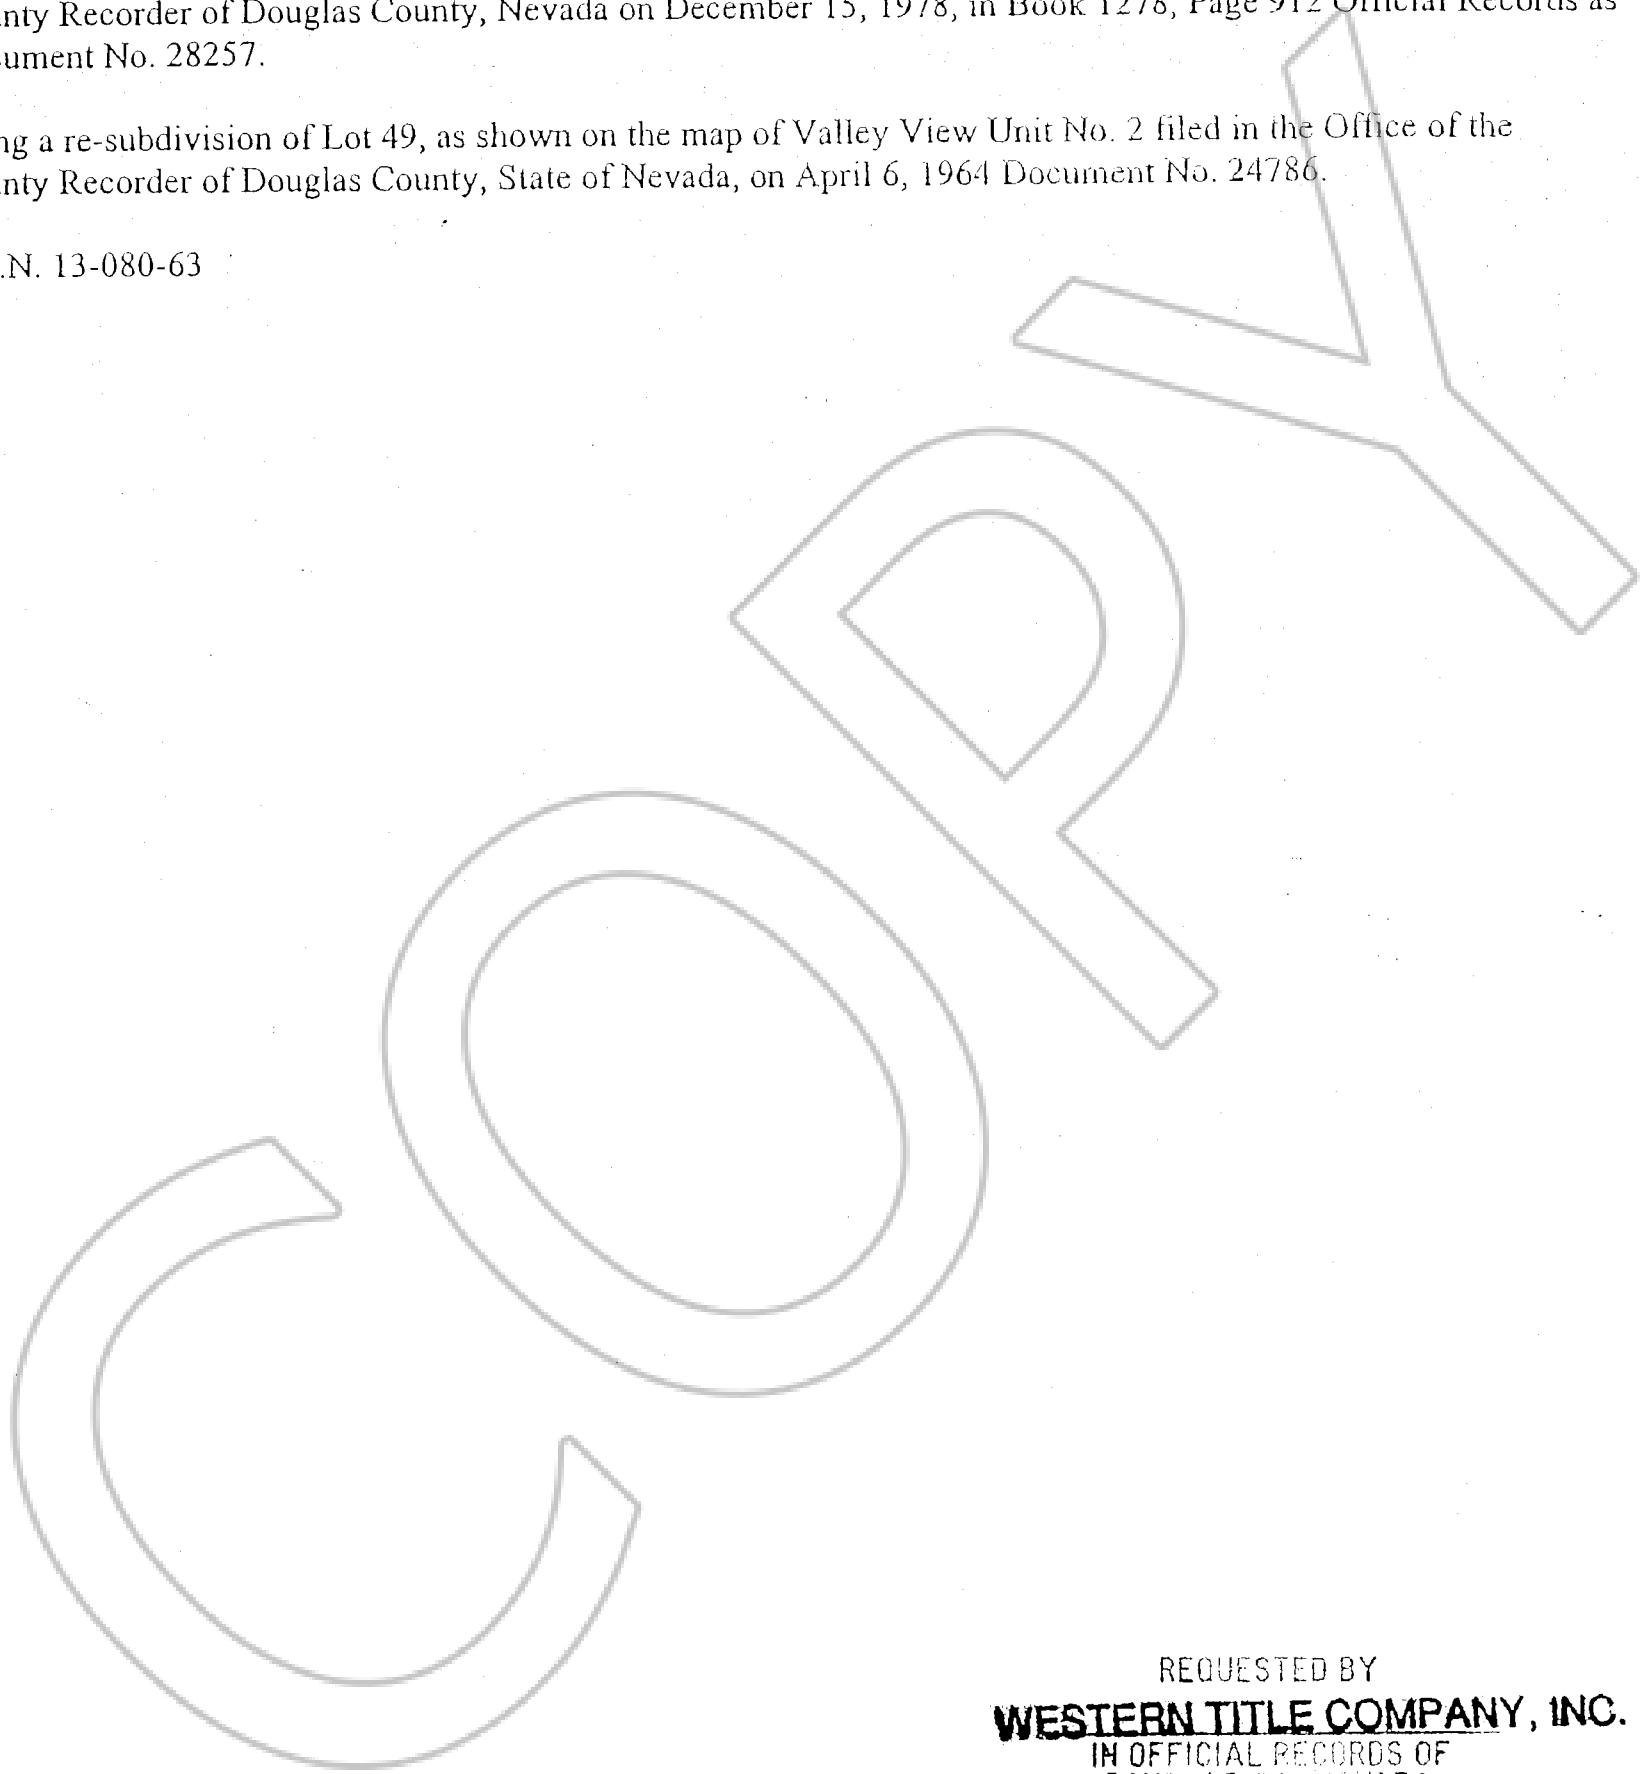 nty Recorder of Douglas County, Nevada on December 15, 1978, in Book 1278, Page 912 Official Records as
ument No. 28257.
ng a re-subdivision of Lot 49, as shown on the map of Valley View Unit No. 2 filed in the Office of the
nty Recorder of Douglas County, State of Nevada, on April 6, 1964 Document No. 24786.
.N. 13-080-63
COPY
REQUESTED BY
WESTERN TITLE COMPANY, INC.
IN OFFICIAL RECORDS OF